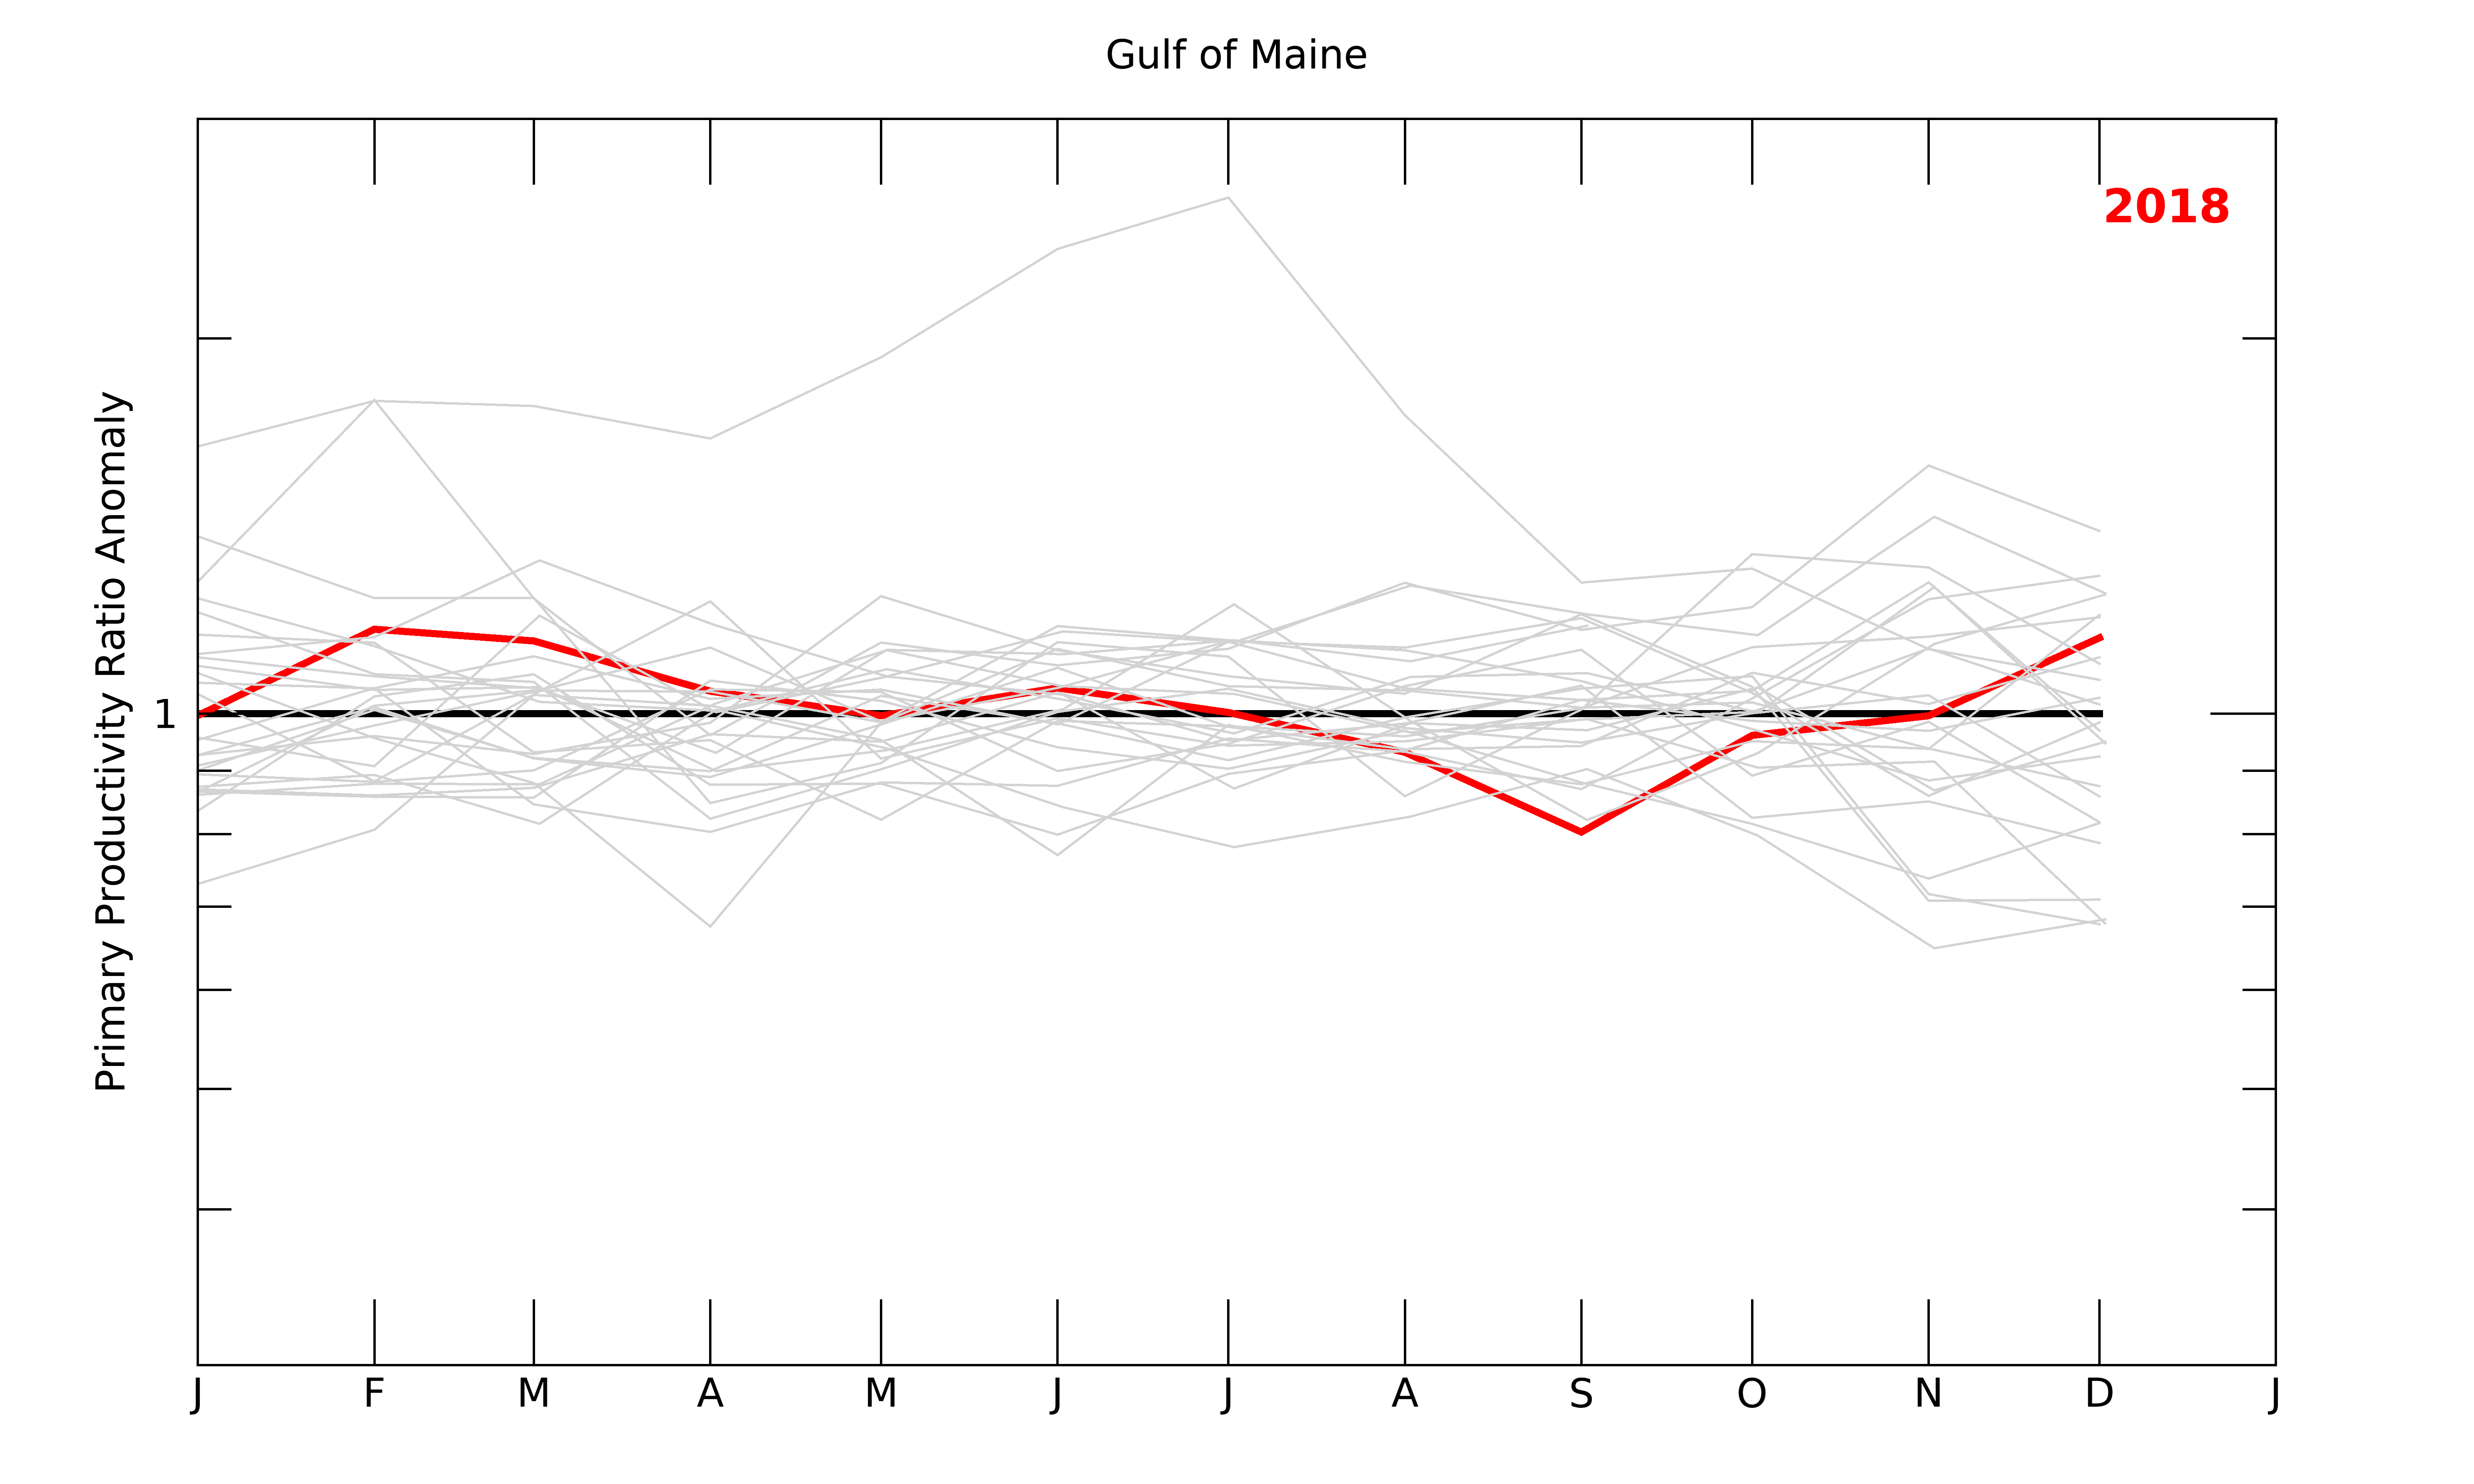 Gulf of Maine
2018
Primary Productivity Ratio Anomaly
1
J F M A M J J A S O N D J